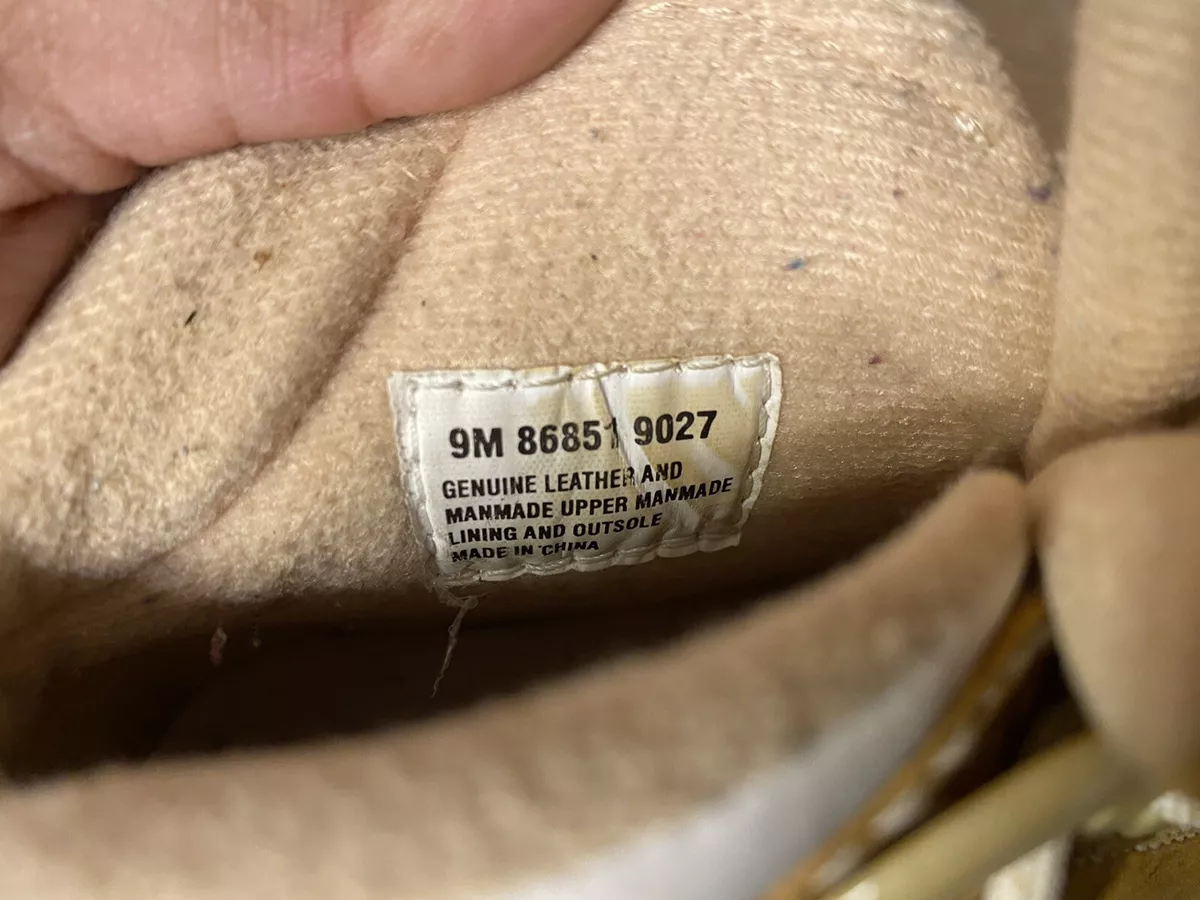 9M 86851 9027
GENUINE LEATHER AND
MANMADE UPPER MANMADE
LINING AND OUTSOLE
MADE IN CHINA